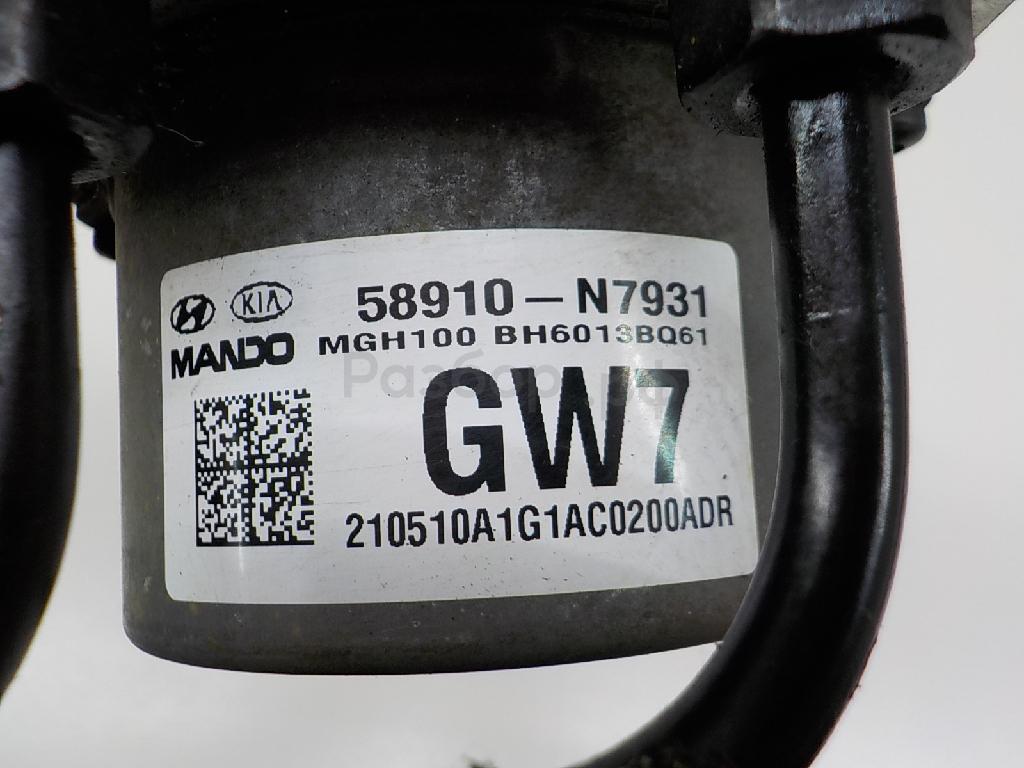 KIA
58910-N7931
MANDO
MGH100 BH6013BQ61
GW7
210510A1G1AC0200ADR